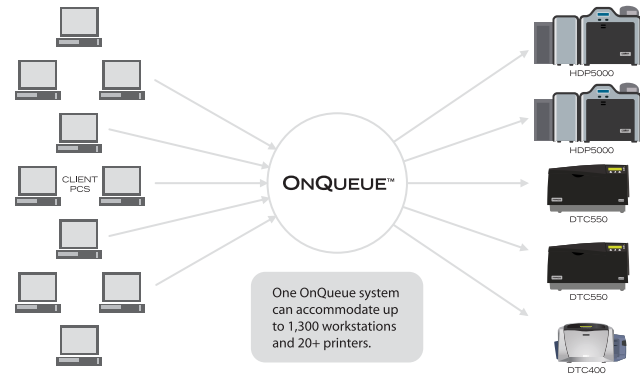 HDP5000
HDP5000
CLIENT
PCS
ONQUEUE™
DTC550
One OnQueue system
can accommodate up
to 1,300 workstations
and 20+ printers.
DTC550
DTC400